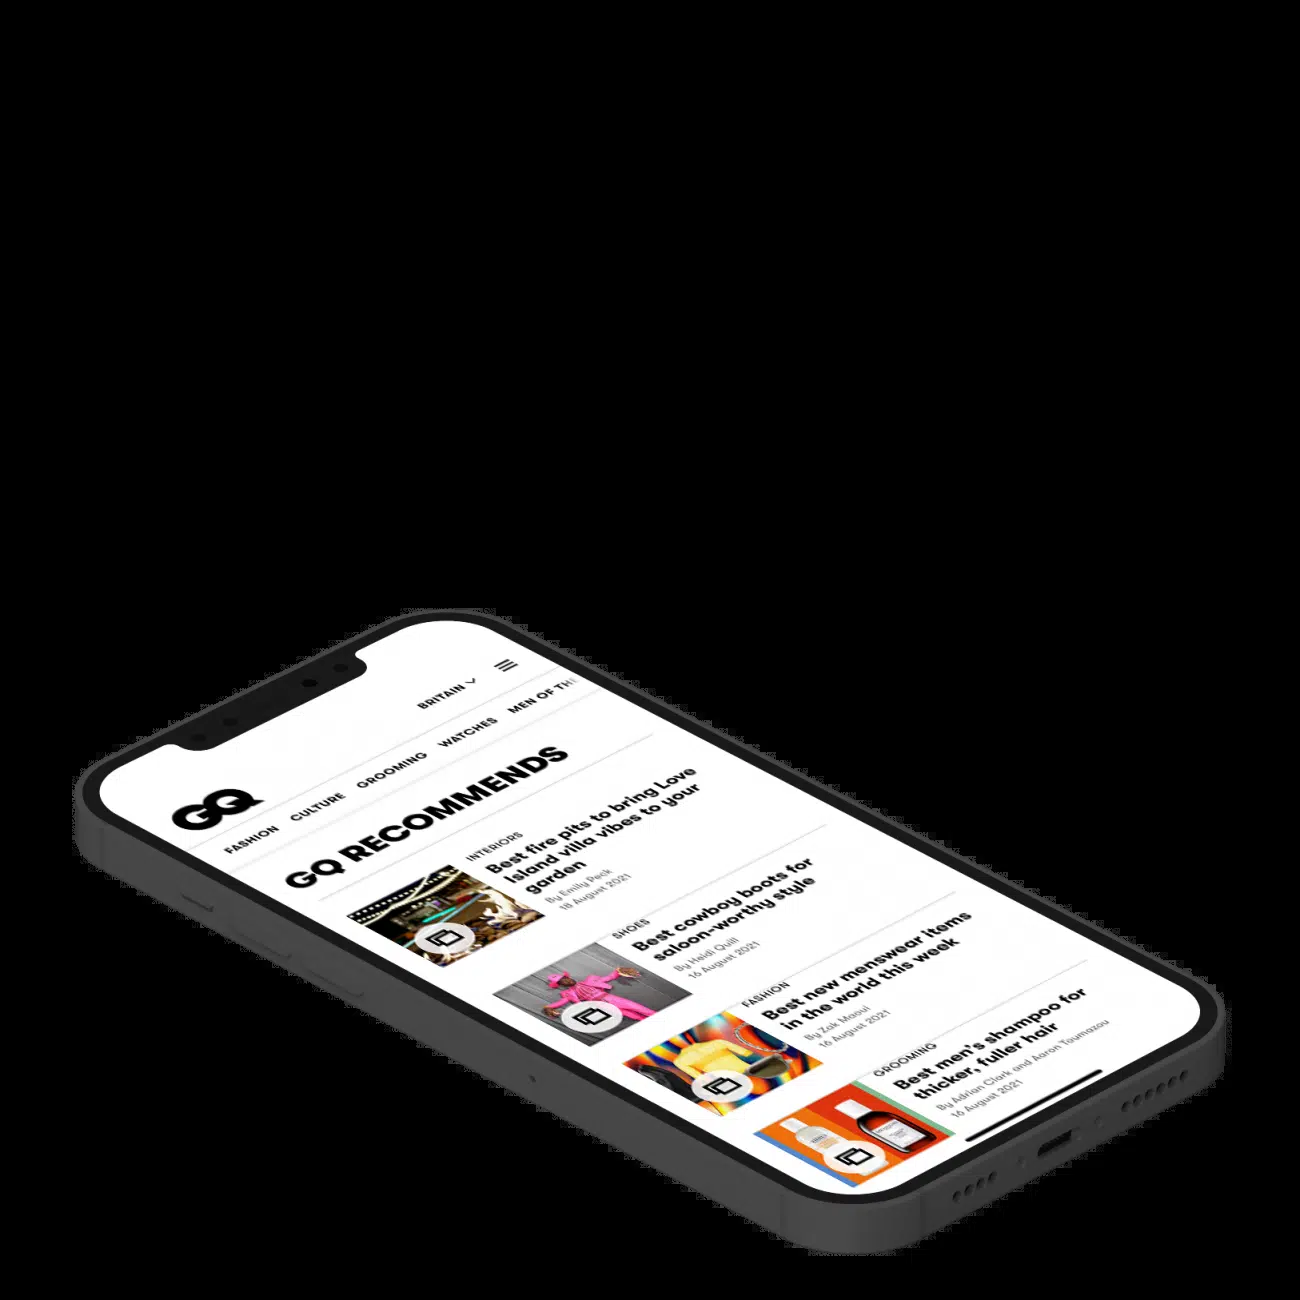 BRITAIN
GQ
FASHION CULTURE GROOMING WATCHES MEN OF TH
GQ RECOMMENDS
INTERIORS
Best fire pits to bring Love
Island villa vibes to your
garden
By Emily Peck
18 August 2021
SHOES
Best cowboy boots for
saloon-worthy style
By Heidi Quill
16 August 2021
FASHION
Best new menswear items
in the world this week
By Zak Maoui
16 August 2021
GROOMING
Best men's shampoo for
thicker, fuller hair
By Adrian Clark and Aaron Toumazou
16 August 2021